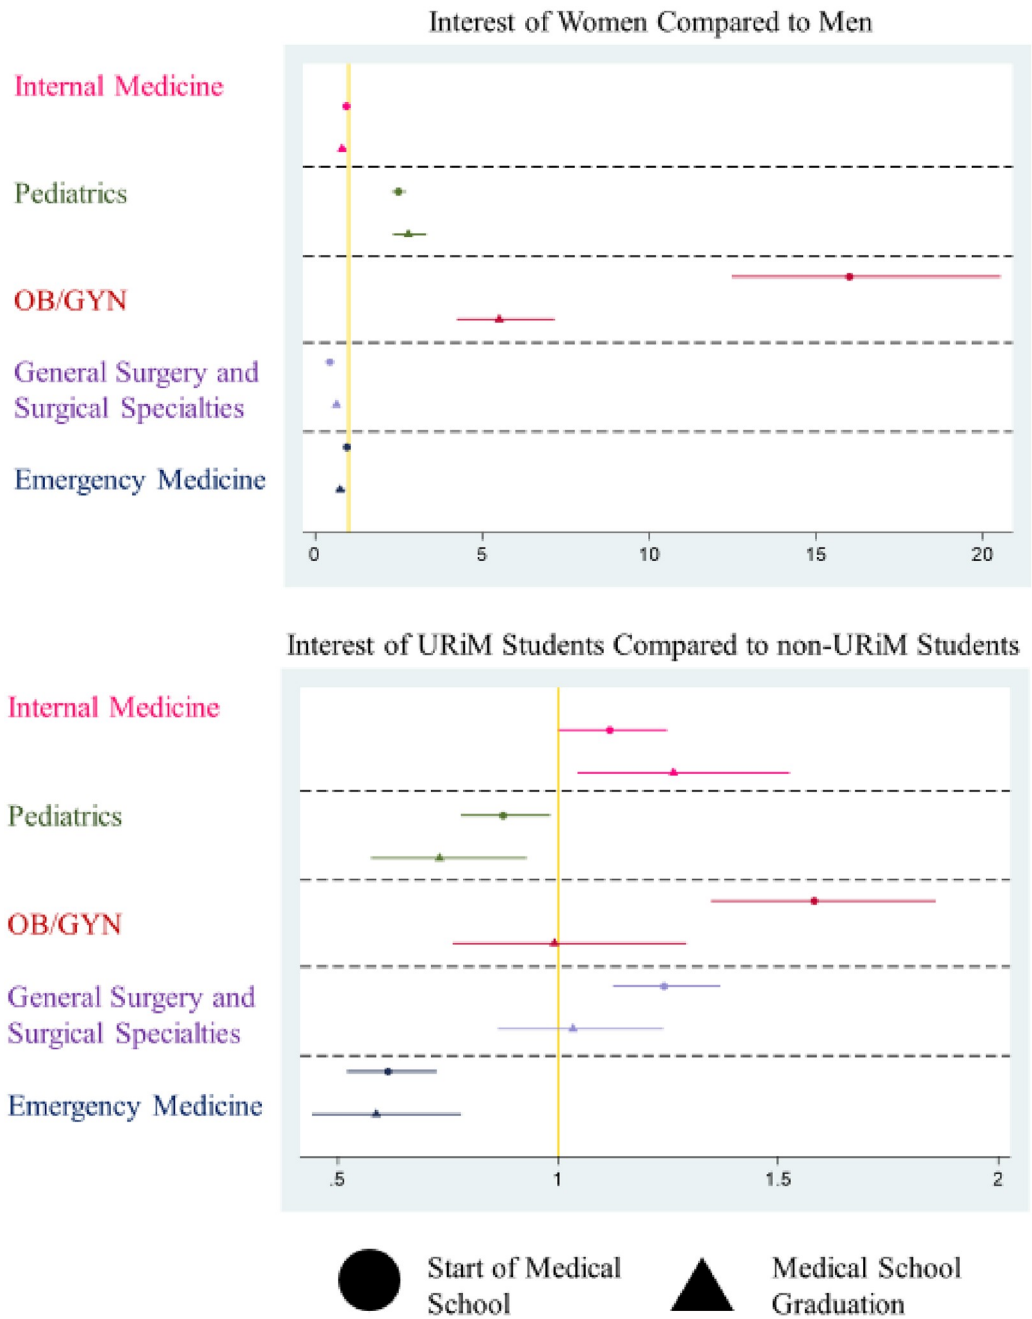 Interest of Women Compared to Men
Internal Medicine
Pediatrics
OB/GYN
General Surgery and
Surgical Specialties
Emergency Medicine
0 5 10 15 20
Interest of URiM Students Compared to non-URiM Students
Internal Medicine
Pediatrics
OB/GYN
General Surgery and
Surgical Specialties
Emergency Medicine
.5 1 1.5 2
Start of Medical
School
Medical School
Graduation